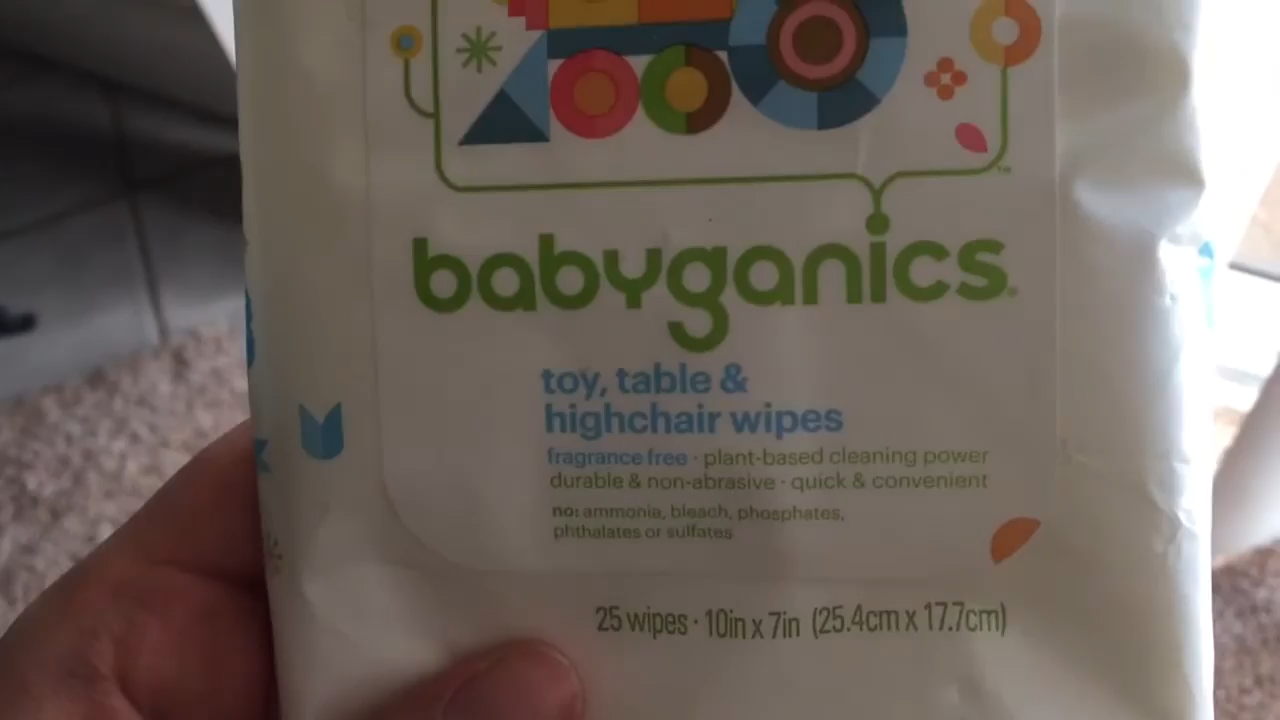 ™
babyganics®
toy, table &
highchair wipes
fragrance free · plant-based cleaning power
durable & non-abrasive · quick & convenient
no: ammonia, bleach, phosphates,
phthalates or sulfates
25 wipes · 10in x 7in (25.4cm x 17.7cm)